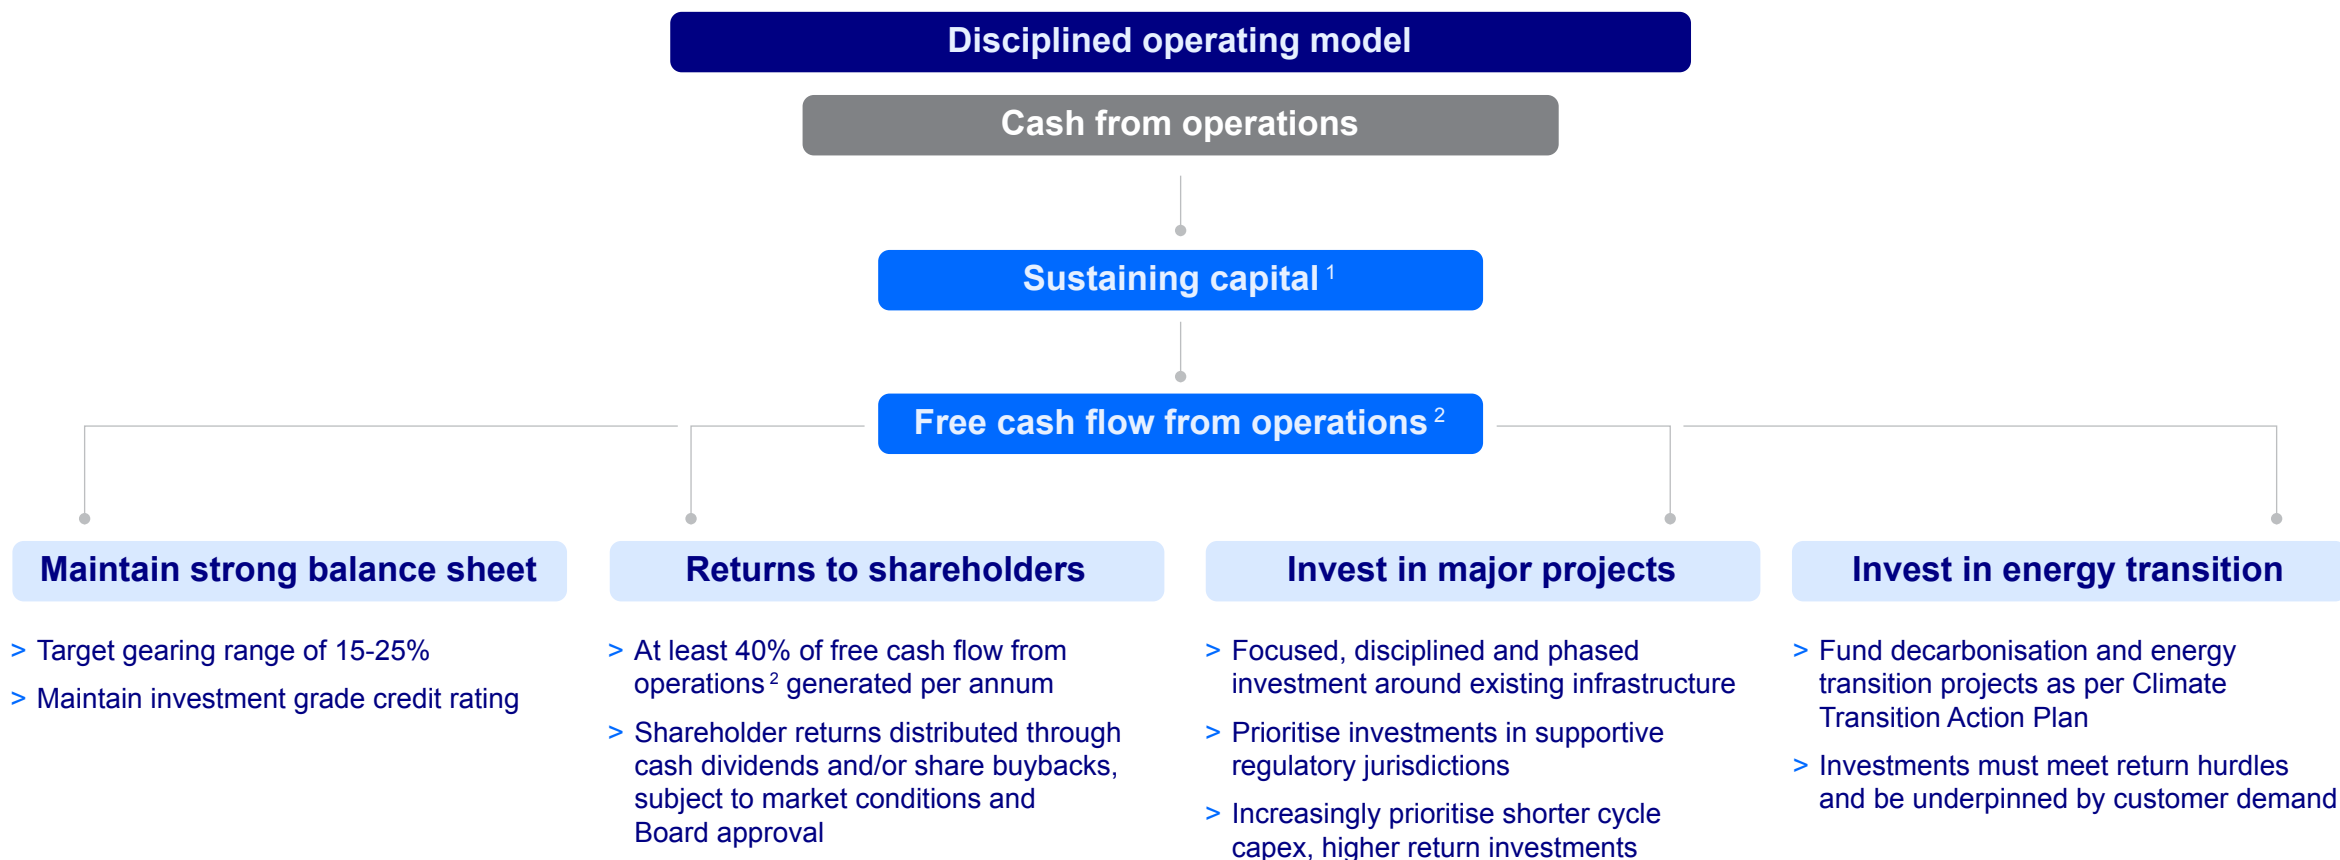 Disciplined operating model
Cash from operations
Sustaining capital 1
Free cash flow from operations 2
Maintain strong balance sheet
> Target gearing range of 15-25%
> Maintain investment grade credit rating
Returns to shareholders
> At least 40% of free cash flow from
operations 2 generated per annum
> Shareholder returns distributed through
cash dividends and/or share buybacks,
subject to market conditions and
Board approval
Invest in major projects
> Focused, disciplined and phased
investment around existing infrastructure
> Prioritise investments in supportive
regulatory jurisdictions
> Increasingly prioritise shorter cycle
capex, higher return investments
Invest in energy transition
> Fund decarbonisation and energy
transition projects as per Climate
Transition Action Plan
> Investments must meet return hurdles
and be underpinned by customer demand